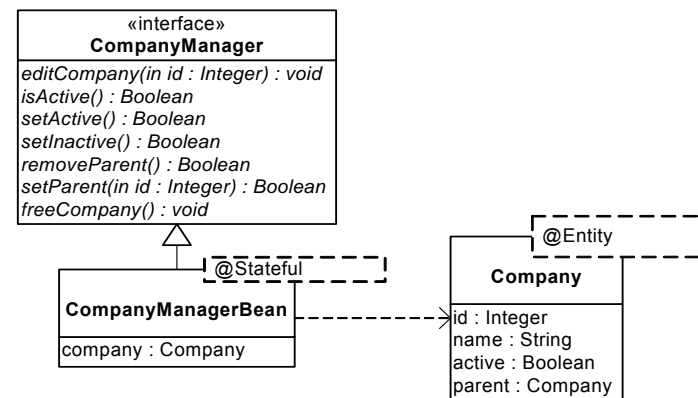 «interface»
CompanyManager
editCompany(in id : Integer) : void
isActive() : Boolean
setActive() : Boolean
setInactive() : Boolean
removeParent() : Boolean
setParent(in id : Integer) : Boolean
freeCompany() : void
@Stateful
CompanyManagerBean
company : Company
@Entity
Company
id : Integer
name : String
active : Boolean
parent : Company